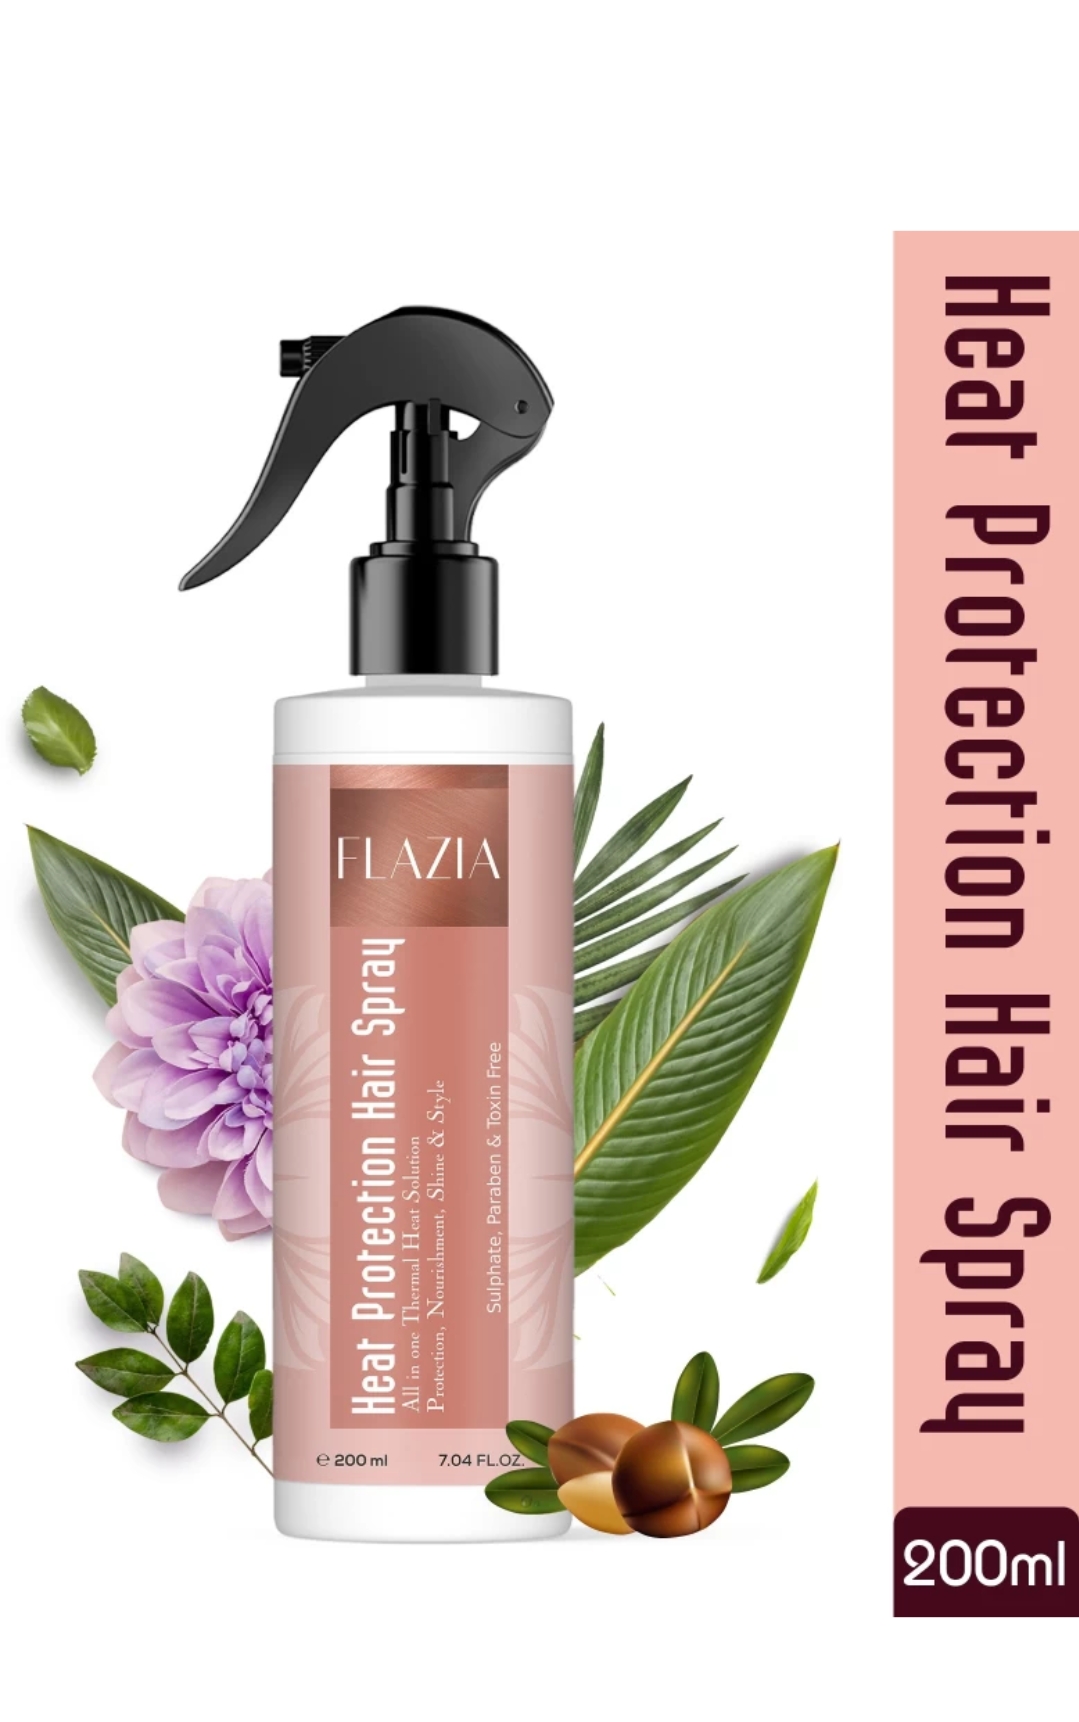 FLAZIA
Heat Protection Hair Spray
All in one Thermal Heat Solution
Protection, Nourishment, Shine & Style
Sulphate, Paraben & Toxin Free
℮ 200 ml 7.04 FL.OZ.
Heat Protection Hair Spray
200ml